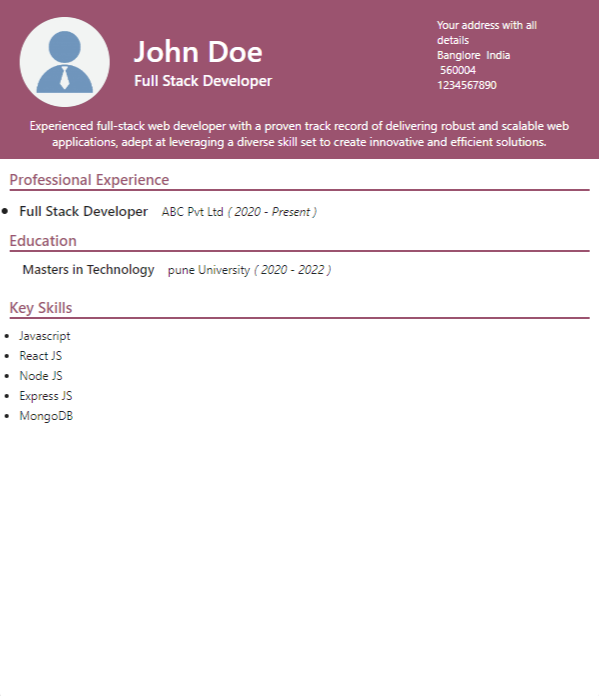 John Doe
Full Stack Developer
Your address with all
details
Banglore  India
560004
1234567890
Experienced full-stack web developer with a proven track record of delivering robust and scalable web
applications, adept at leveraging a diverse skill set to create innovative and efficient solutions.
Professional Experience
• Full Stack Developer ABC Pvt Ltd ( 2020 - Present )
Education
Masters in Technology pune University ( 2020 - 2022 )
Key Skills
• Javascript
• React JS
• Node JS
• Express JS
• MongoDB